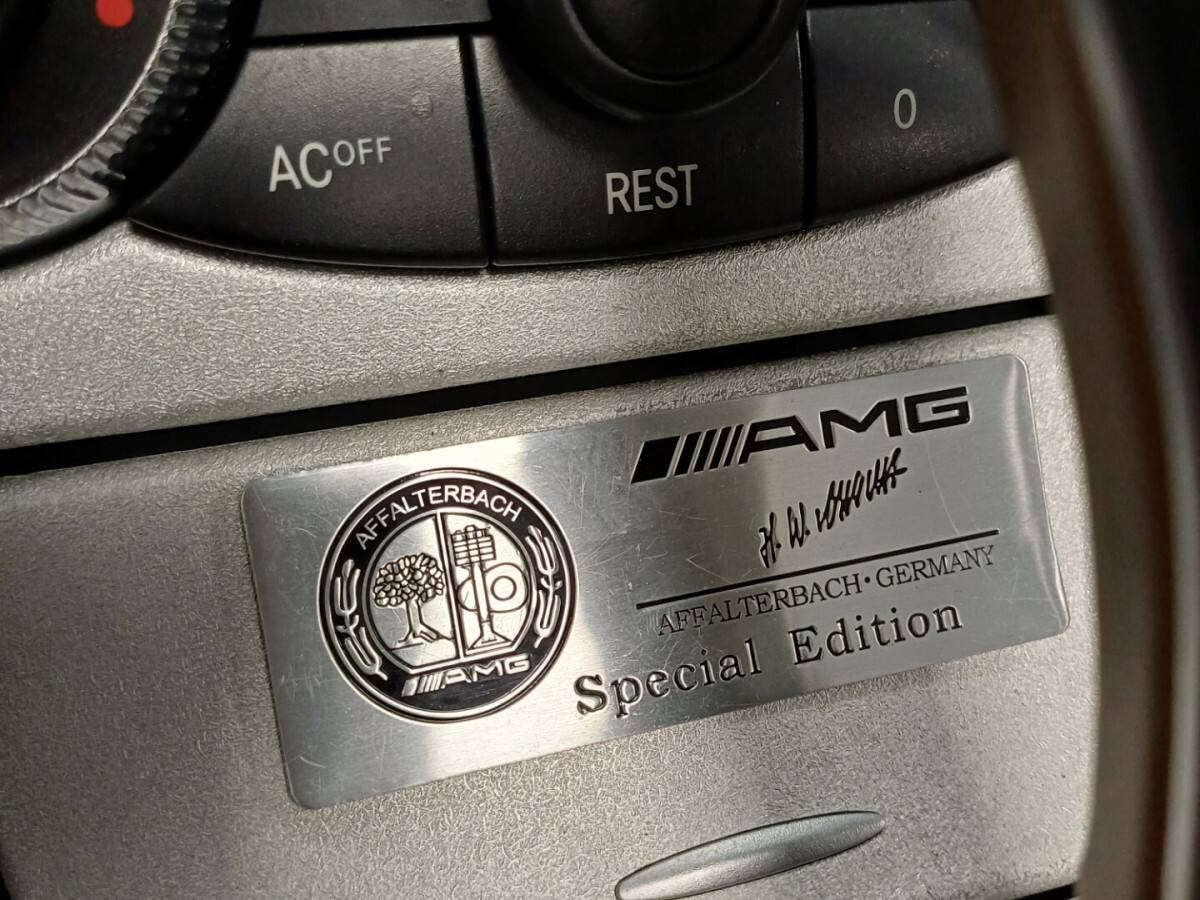 AC OFF
REST
0
AMG
H. W.
AFFALTERBACH·GERMANY
Special Edition
AFFALTERBACH
AMG